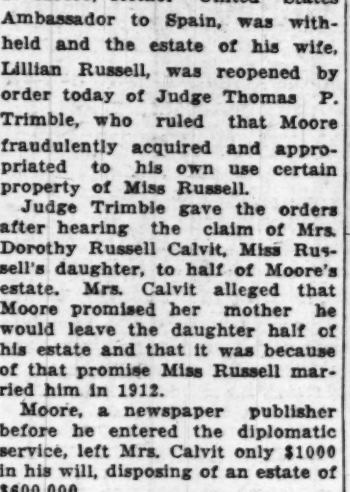 United States
Ambassador to Spain, was with-
held and the estate of his wife,
Lillian Russell, was reopened by
order today of Judge Thomas P.
Trimble, who ruled that Moore
fraudulently acquired and appro-
priated to his own use certain
property of Miss Russell.
Judge Trimble gave the orders
after hearing the claim of Mrs.
Dorothy Russell Calvit, Miss Rus-
sell's daughter, to half of Moore's
estate. Mrs. Calvit alleged that
Moore promised her mother he
would leave the daughter half of
his estate and that it was because
of that promise Miss Russell mar-
ried him in 1912.
Moore, a newspaper publisher
before he entered the diplomatic
service, left Mrs. Calvit only $1000
in his will, disposing of an estate of
$600,000